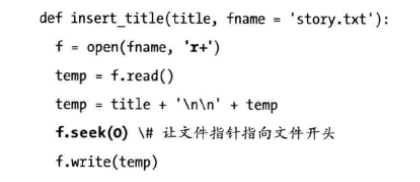 def insert_title(title, fname = 'story.txt'):
f = open(fname, 'r+')
temp = f.read()
temp = title + '\n\n' + temp
f.seek(o) \# 让文件指针指向文件开头
f.write(temp)